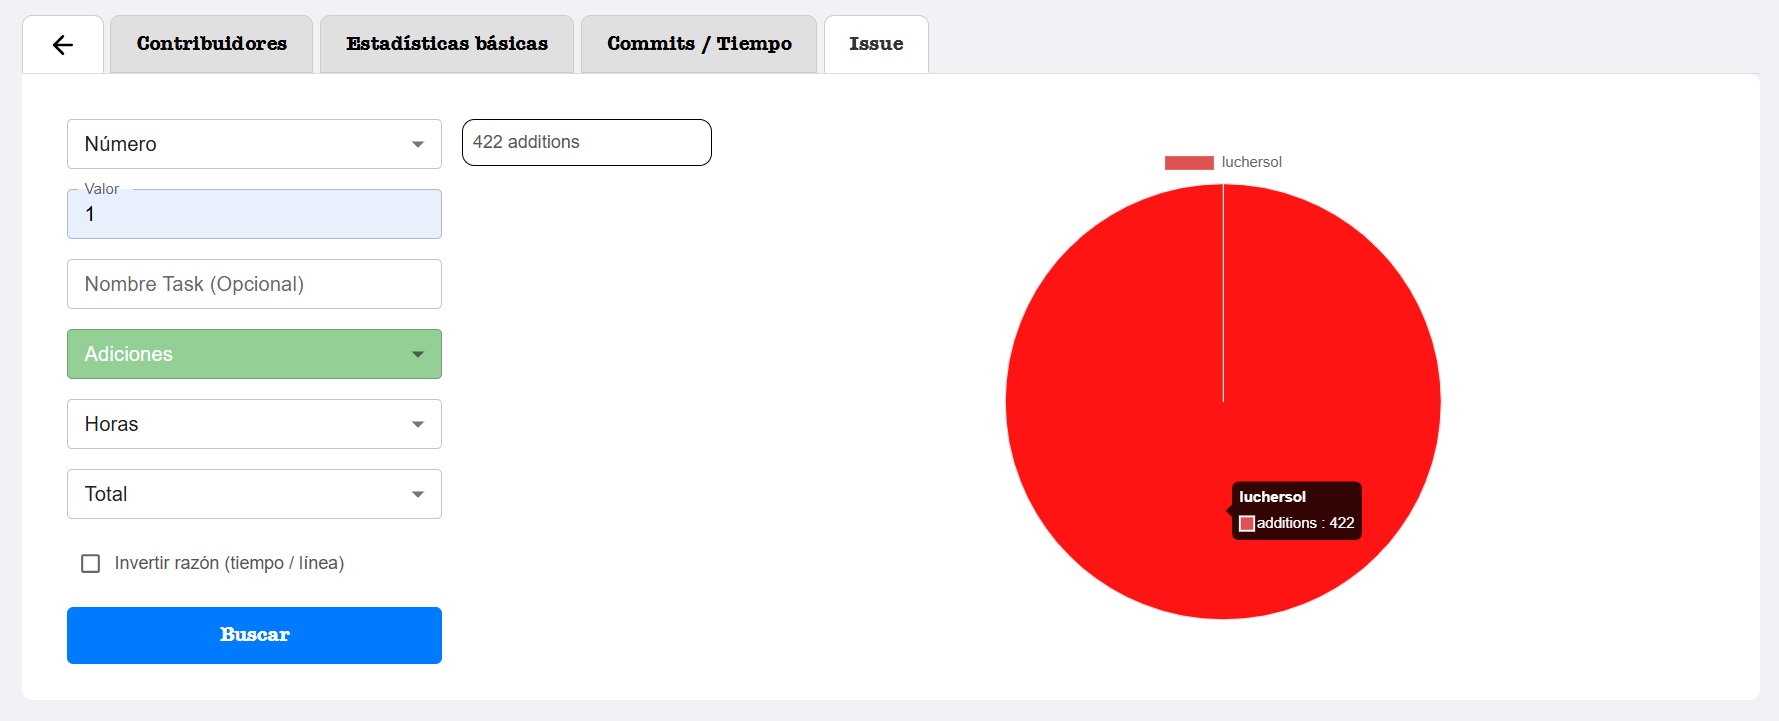 Contribuidores
Estadísticas básicas
Commits / Tiempo
Issue
Número
422 additions
Valor
1
Nombre Task (Opcional)
Adiciones
Horas
Total
Invertir razón (tiempo / línea)
Buscar
luchersol
luchersol
additions : 422